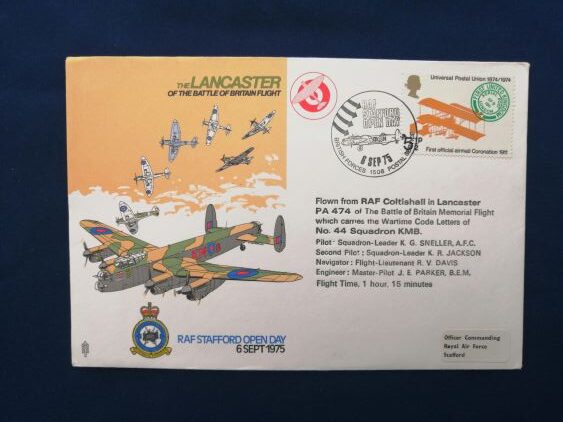 THE LANCASTER
OF THE BATTLE OF BRITAIN FLIGHT
Universal Postal Union 1874/1974
First official airmail Coronation 1911
RAF
STAFFORD
OPEN DAY
6 SEP 75
BRITISH FORCES 1508 POSTAL
Flown from RAF Coltishall in Lancaster
PA 474 of The Battle of Britain Memorial Flight
which carries the Wartime Code Letters of
No. 44 Squadron KMB.
Pilot: Squadron-Leader K. G. SNELLER, A.F.C.
Second Pilot: Squadron-Leader K. R. JACKSON
Navigator: Flight-Lieutenant R. V. DAVIS
Engineer: Master-Pilot J. E. PARKER, B.E.M.
Flight Time, 1 hour, 15 minutes
RAF STAFFORD OPEN DAY
6 SEPT 1975
Officer Commanding
Royal Air Force
Stafford